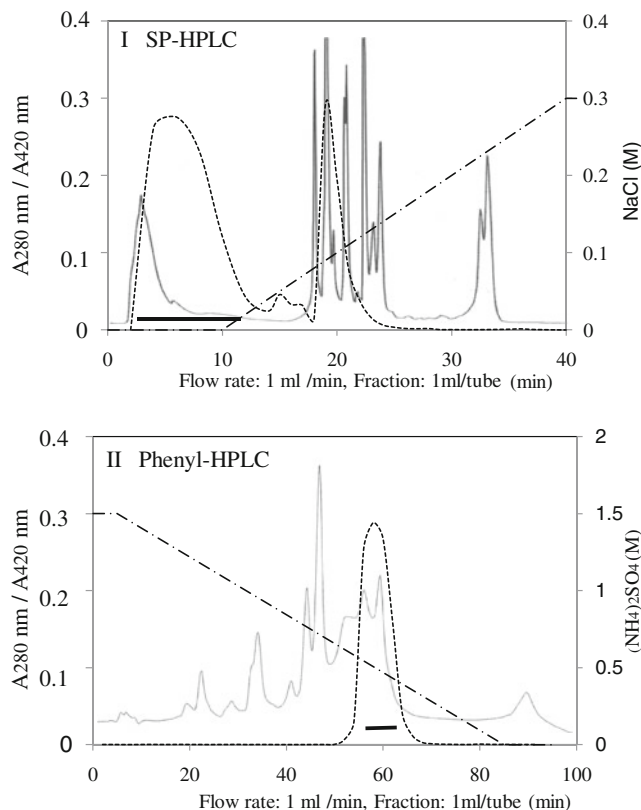 I SP-HPLC
A280 nm / A420 nm
0.4
0.3
0.2
0.1
0
0.4
0.3
0.2
0.1
0
NaCl (M)
0 10 20 30 40
Flow rate: 1 ml /min, Fraction: 1ml/tube (min)
II Phenyl-HPLC
A280 nm / A420 nm
0.4
0.3
0.2
0.1
0
2
1.5
1
0.5
0
(NH4)2SO4(M)
0 20 40 60 80 100
Flow rate: 1 ml/min, Fraction: 1ml/tube (min)